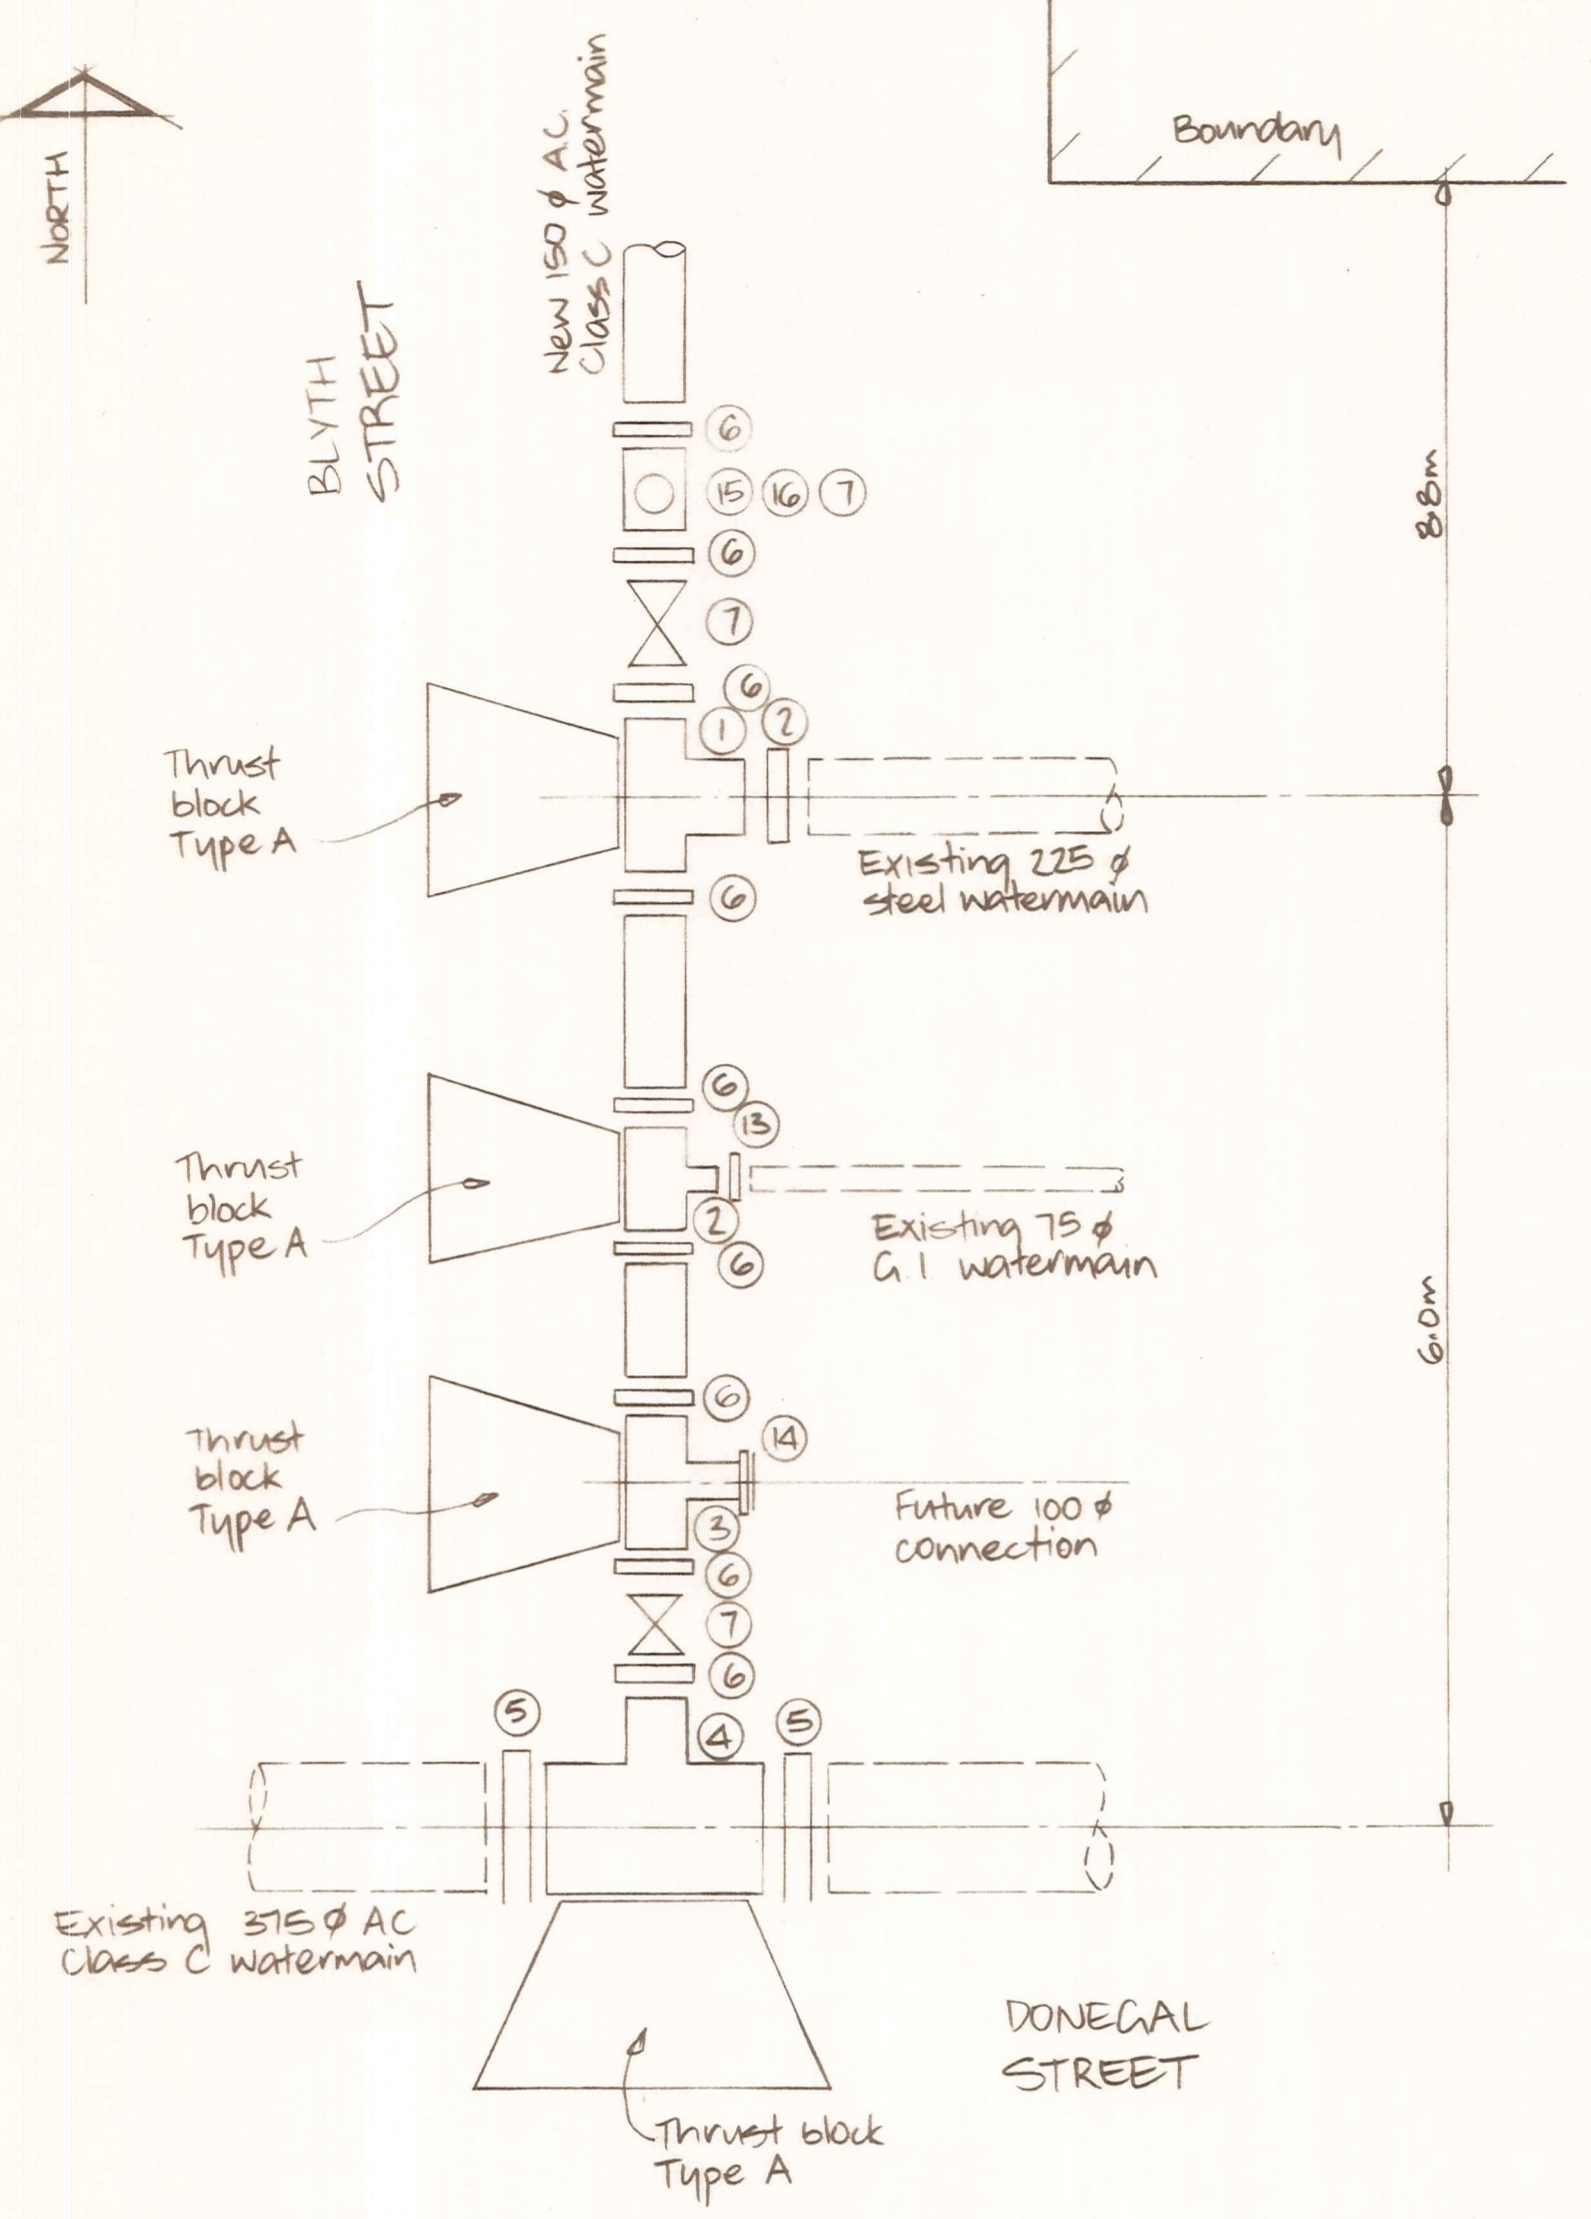 NORTH
BLYTH
STREET
New 150 ϕ A.C.
Class C watermain
Boundary
6
15 16 7
6
7
8.8m
6
1 2
Thrust
block
Type A
Existing 225 ϕ
steel watermain
6
6
13
Thrust
block
Type A
2
6
Existing 75 ϕ
G.I. watermain
6.0m
6
14
Thrust
block
Type A
Future 100 ϕ
connection
3
6
7
6
5
4
5
Existing 375 ϕ AC
Class C watermain
DONEGAL
STREET
Thrust block
Type A